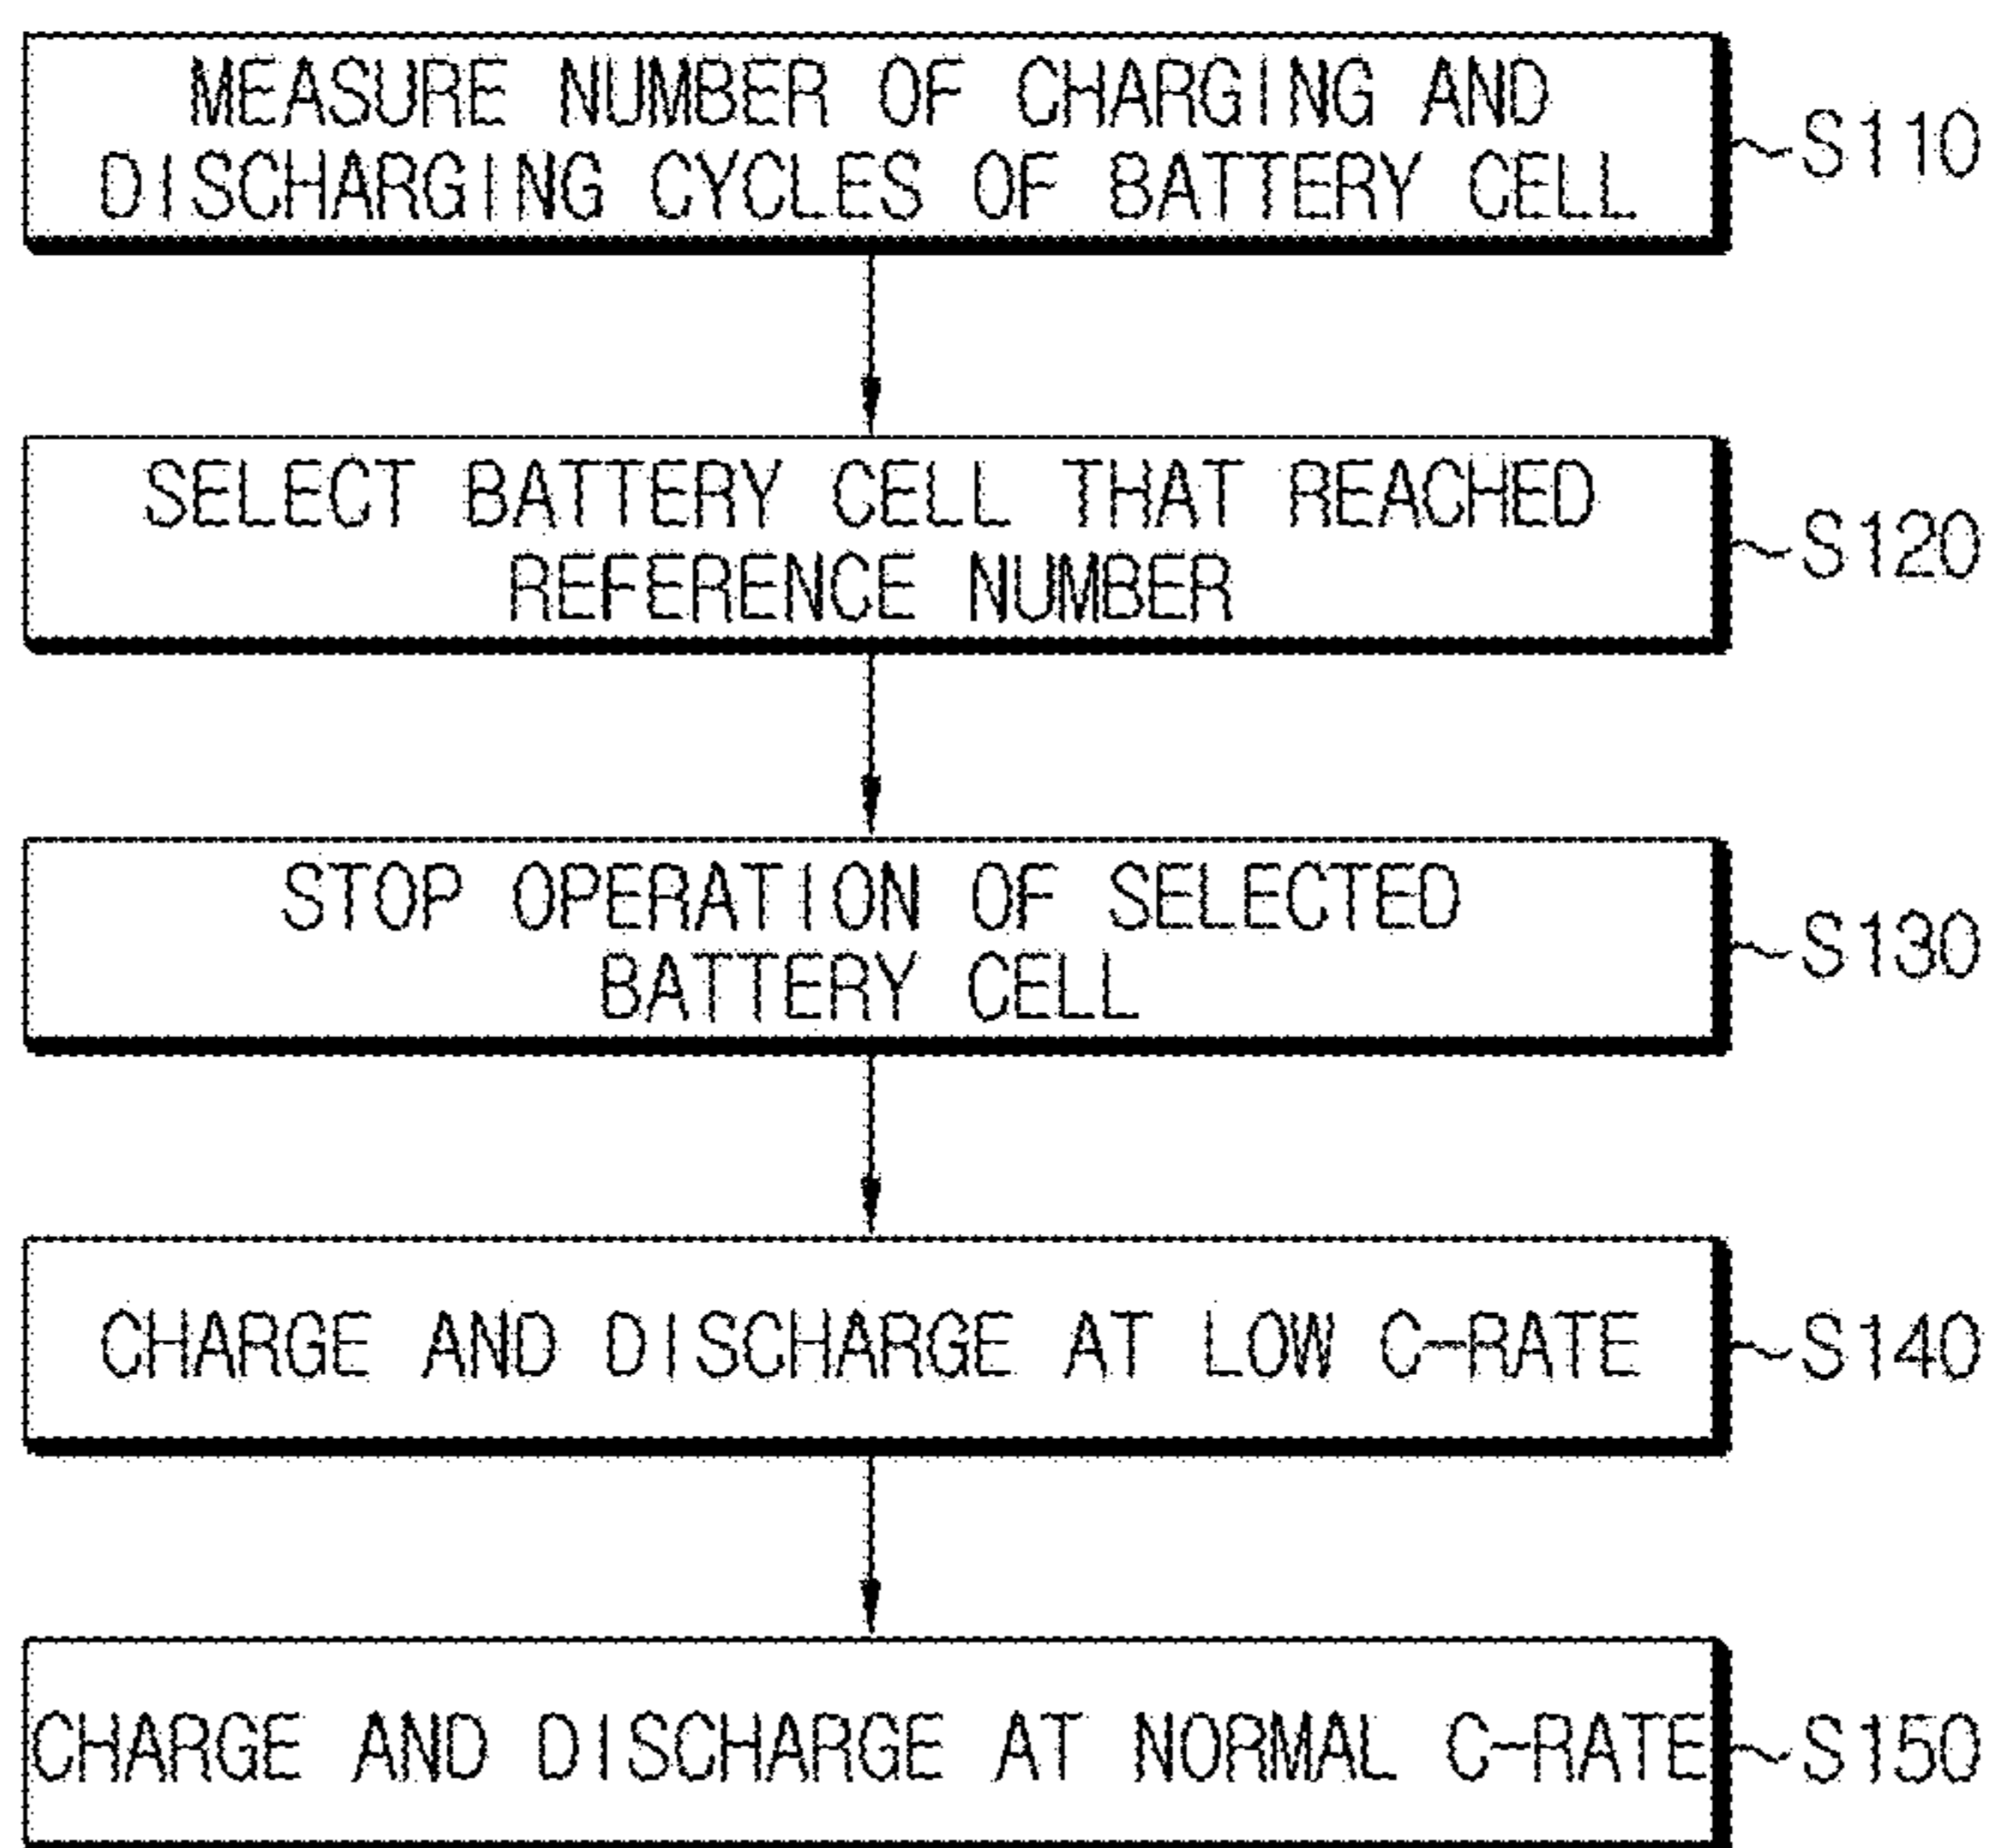 MEASURE NUMBER OF CHARGING AND
DISCHARGING CYCLES OF BATTERY CELL
S110
SELECT BATTERY CELL THAT REACHED
REFERENCE NUMBER
S120
STOP OPERATION OF SELECTED
BATTERY CELL
S130
CHARGE AND DISCHARGE AT LOW C-RATE
S140
CHARGE AND DISCHARGE AT NORMAL C-RATE
S150